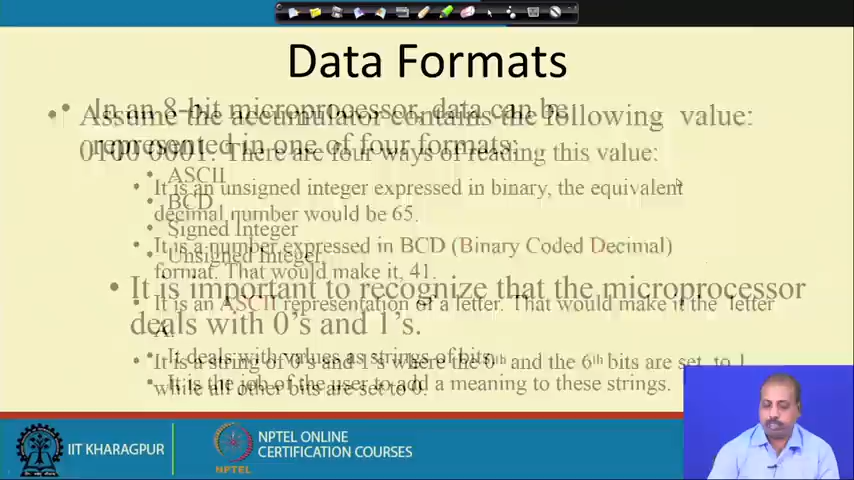 Data Formats
In an 8-bit microprocessor, data can be
represented in one of four formats:
ASCII
BCD
Signed Integer
Unsigned Integer
It is important to recognize that the microprocessor
deals with 0's and 1's.
It deals with values as strings of bits.
It is the job of the user to add a meaning to these strings.
Assume the accumulator contains the following value:
0100 0001. There are four ways of reading this value:
It is an unsigned integer expressed in binary, the equivalent
decimal number would be 65.
It is a number expressed in BCD (Binary Coded Decimal)
format. That would make it, 41.
It is an ASCII representation of a letter. That would make it the letter
A.
It is a string of 0's and 1's where the 0th and the 6th bits are set to 1
while all other bits are set to 0.
IIT KHARAGPUR
NPTEL
NPTEL ONLINE
CERTIFICATION COURSES